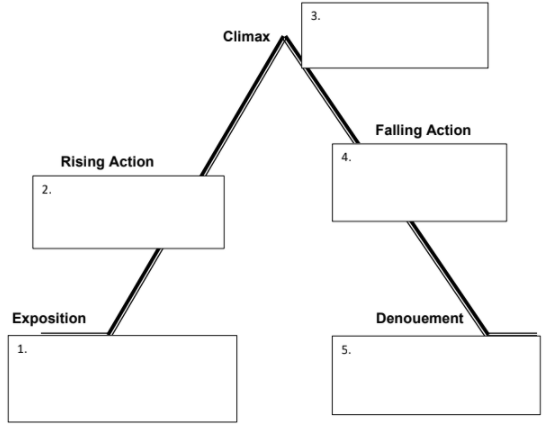 3.
Climax
Falling Action
4.
Rising Action
2.
Exposition
1.
Denouement
5.